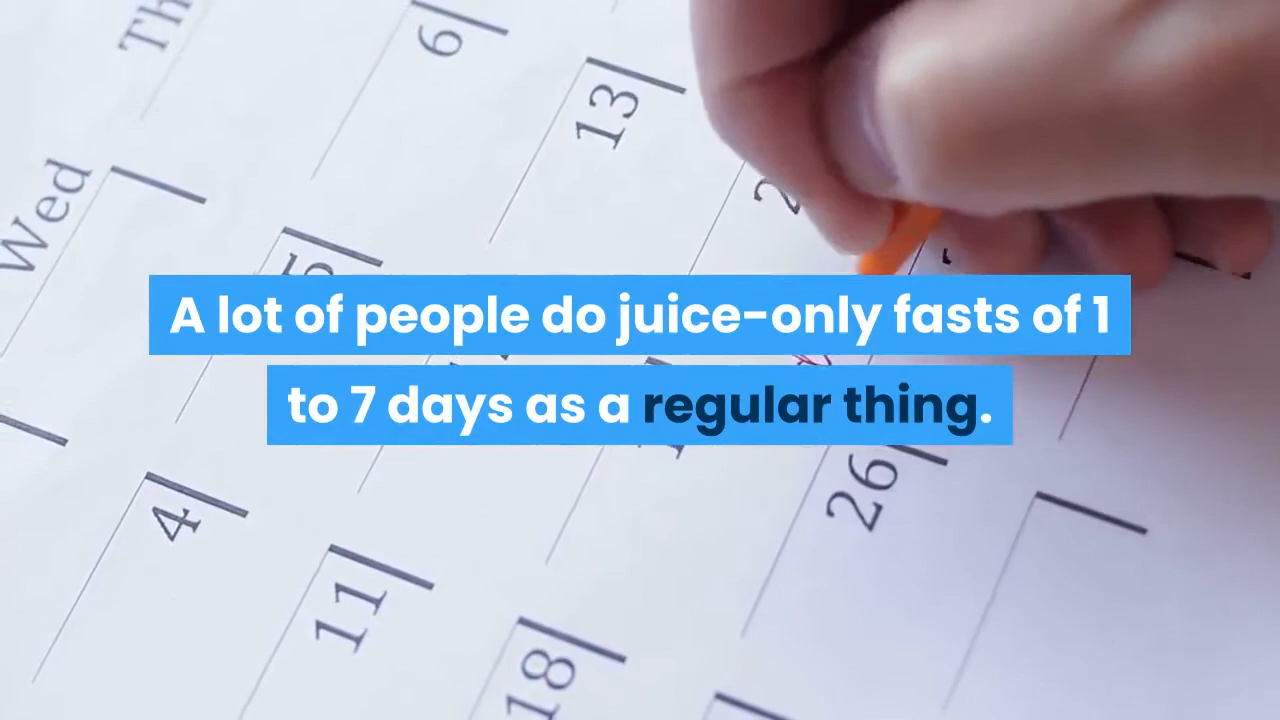 Th
6
13
Wed
5
A lot of people do juice-only fasts of 1
to 7 days as a regular thing.
26
4
11
18